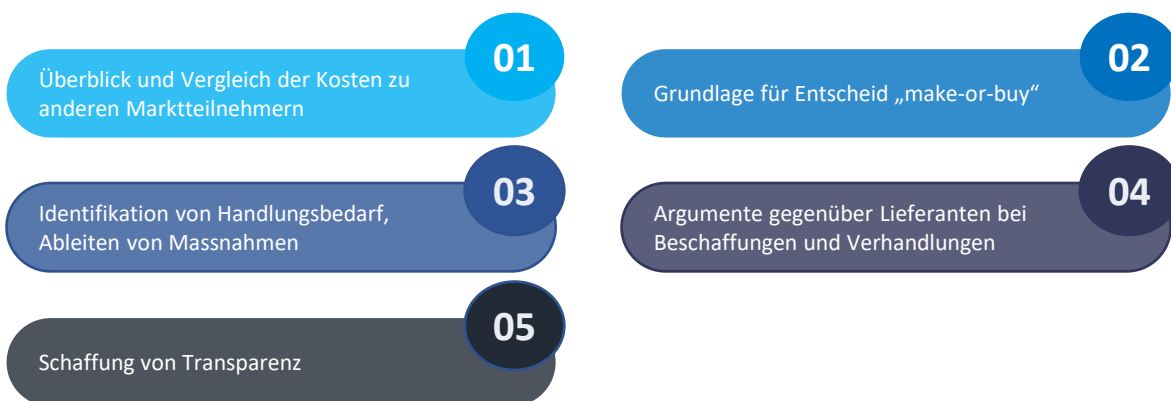 01
Überblick und Vergleich der Kosten zu
anderen Marktteilnehmern
02
Grundlage für Entscheid „make-or-buy“
03
Identifikation von Handlungsbedarf,
Ableiten von Massnahmen
04
Argumente gegenüber Lieferanten bei
Beschaffungen und Verhandlungen
05
Schaffung von Transparenz